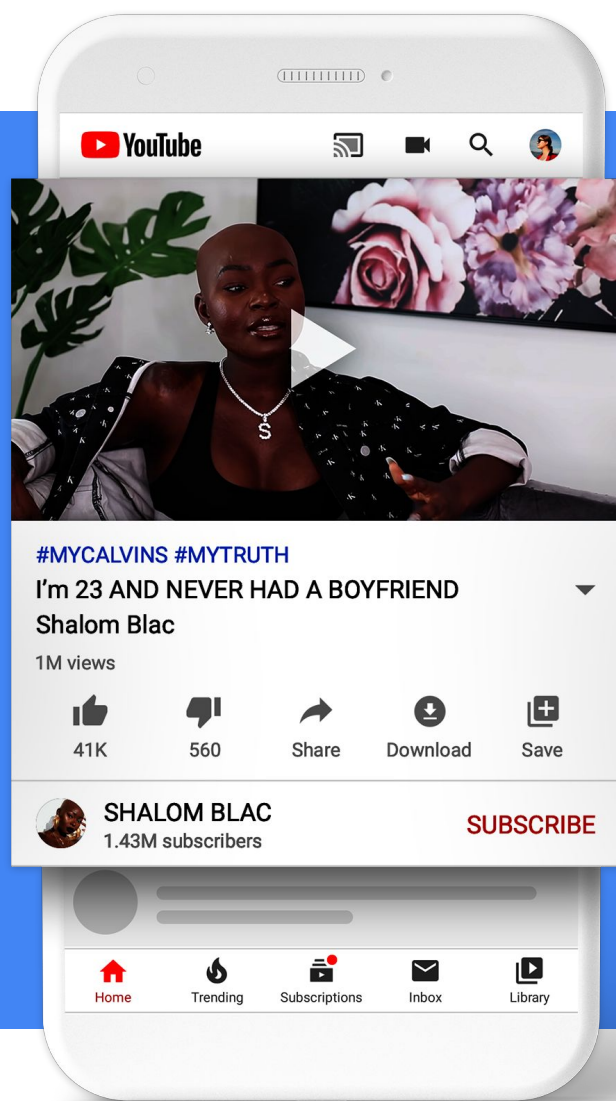 YouTube
S
#MYCALVINS #MYTRUTH
I'm 23 AND NEVER HAD A BOYFRIEND
Shalom Blac
1M views
41K 560 Share Download Save
SHALOM BLAC
1.43M subscribers
SUBSCRIBE
Home Trending Subscriptions Inbox Library